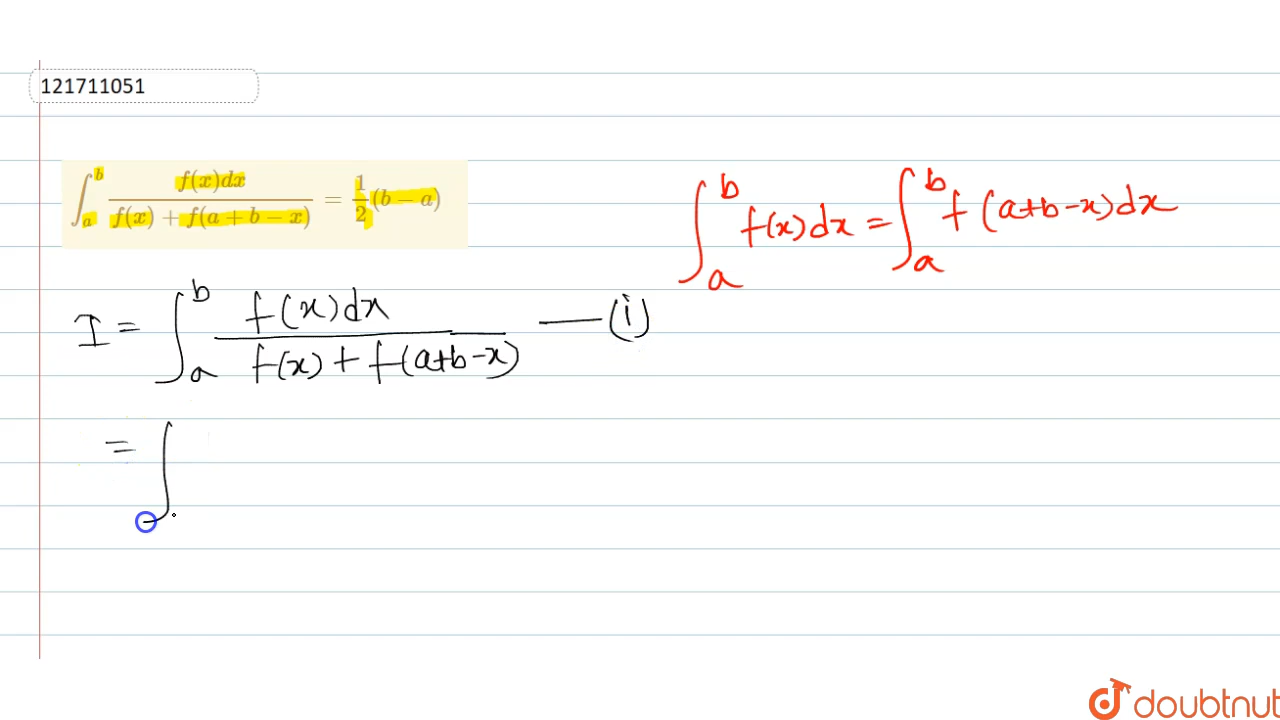 121711051
∫_a^b f(x)dx / (f(x) + f(a + b − x)) = 1/2 (b − a)
∫_a^b f(x)dx = ∫_a^b f(a+b-x)dx
I = ∫_a^b f(x)dx / (f(x) + f(a+b-x)) — (i)
= ∫
doubtnut